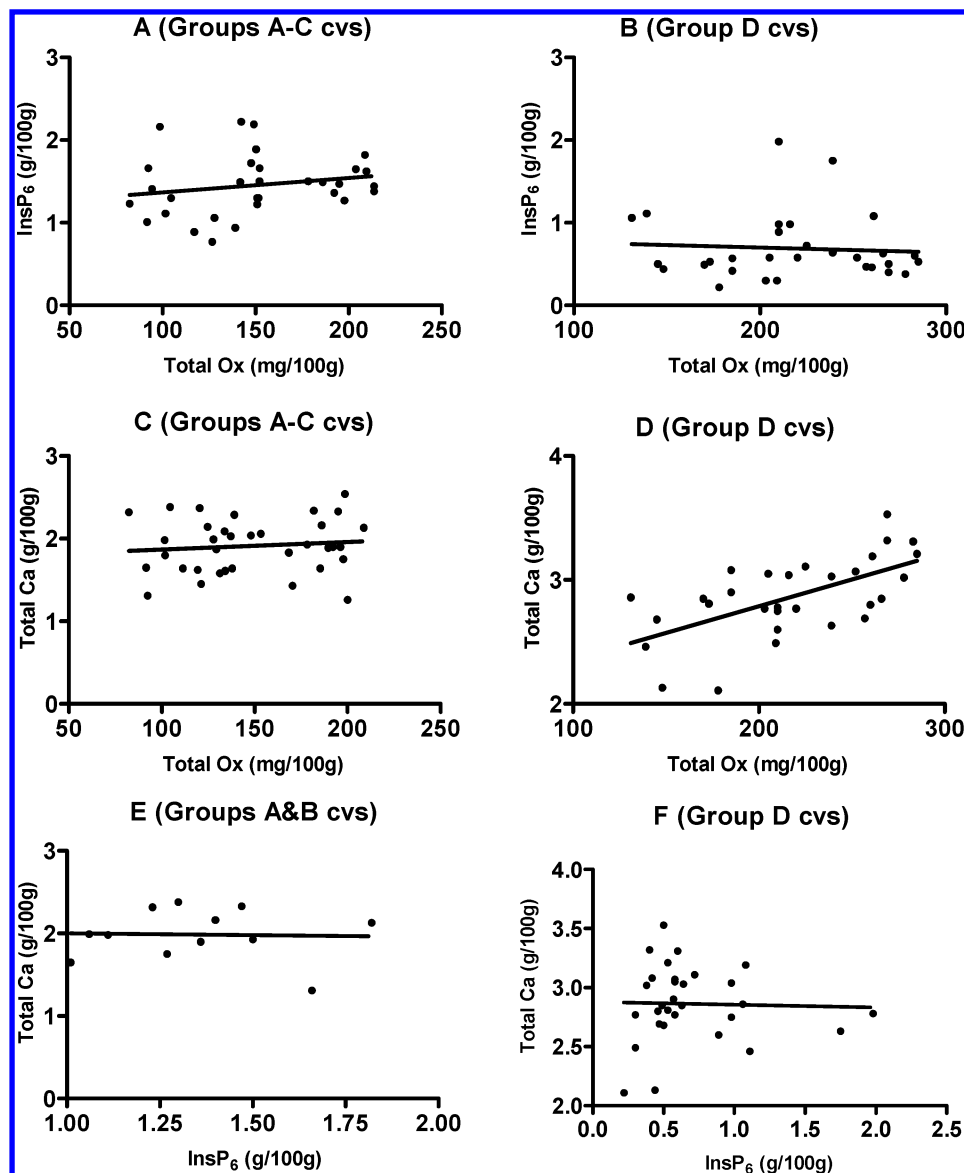 A (Groups A-C cvs)
InsP₆ (g/100g)
3
2
1
0
50 100 150 200 250
Total Ox (mg/100g)
B (Group D cvs)
InsP₆ (g/100g)
3
2
1
0
100 200 300
Total Ox (mg/100g)
C (Groups A-C cvs)
Total Ca (g/100g)
3
2
1
0
50 100 150 200 250
Total Ox (mg/100g)
D (Group D cvs)
Total Ca (g/100g)
4
3
2
100 200 300
Total Ox (mg/100g)
E (Groups A&B cvs)
Total Ca (g/100g)
3
2
1
0
1.00 1.25 1.50 1.75 2.00
InsP₆ (g/100g)
F (Group D cvs)
Total Ca (g/100g)
4.0
3.5
3.0
2.5
2.0
0.0 0.5 1.0 1.5 2.0 2.5
InsP₆ (g/100g)